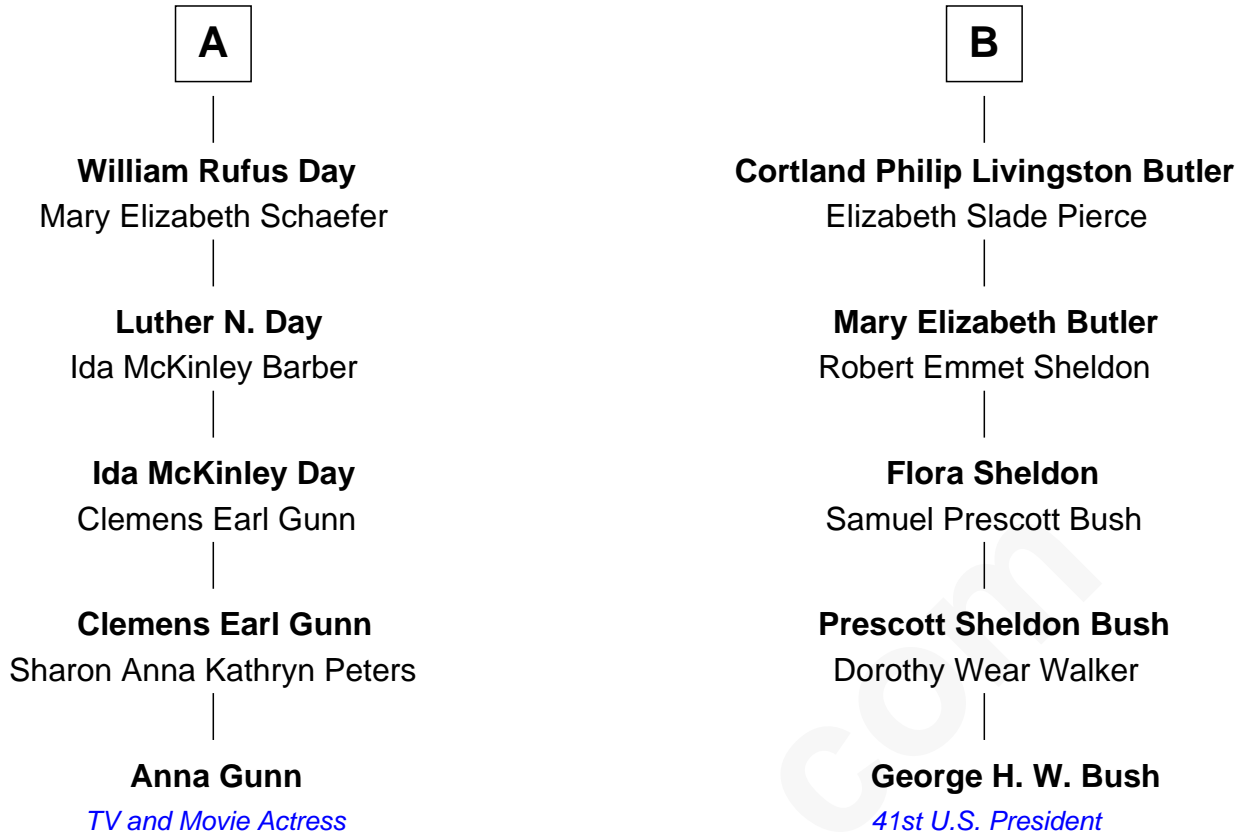 A
William Rufus Day
Mary Elizabeth Schaefer
Luther N. Day
Ida McKinley Barber
Ida McKinley Day
Clemens Earl Gunn
Clemens Earl Gunn
Sharon Anna Kathryn Peters
Anna Gunn
TV and Movie Actress
B
Cortland Philip Livingston Butler
Elizabeth Slade Pierce
Mary Elizabeth Butler
Robert Emmet Sheldon
Flora Sheldon
Samuel Prescott Bush
Prescott Sheldon Bush
Dorothy Wear Walker
George H. W. Bush
41st U.S. President
com